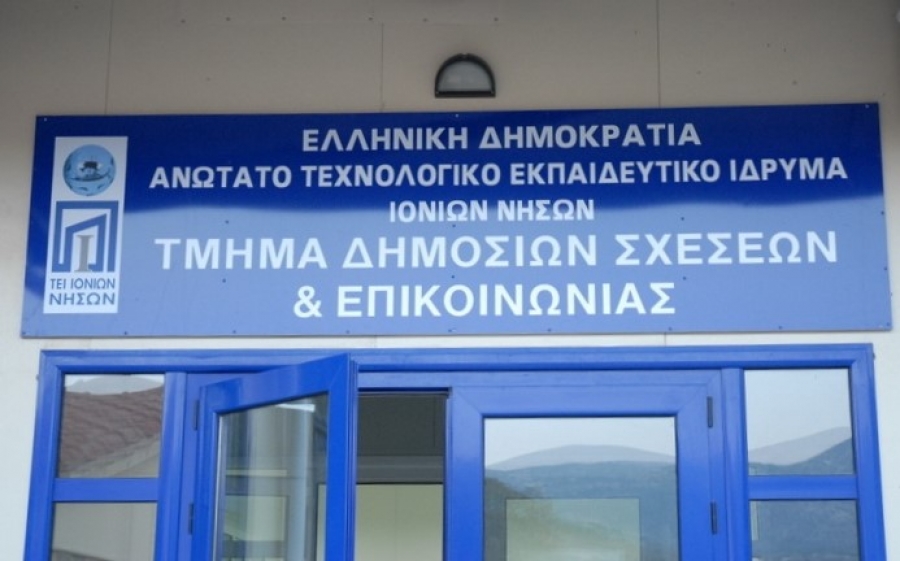 ΕΛΛΗΝΙΚΗ ΔΗΜΟΚΡΑΤΙΑ
ΑΝΩΤΑΤΟ ΤΕΧΝΟΛΟΓΙΚΟ ΕΚΠΑΙΔΕΥΤΙΚΟ ΙΔΡΥΜΑ
ΙΟΝΙΩΝ ΝΗΣΩΝ
ΤΜΗΜΑ ΔΗΜΟΣΙΩΝ ΣΧΕΣΕΩΝ
& ΕΠΙΚΟΙΝΩΝΙΑΣ
ΤΕΙ ΙΟΝΙΩΝ
ΝΗΣΩΝ